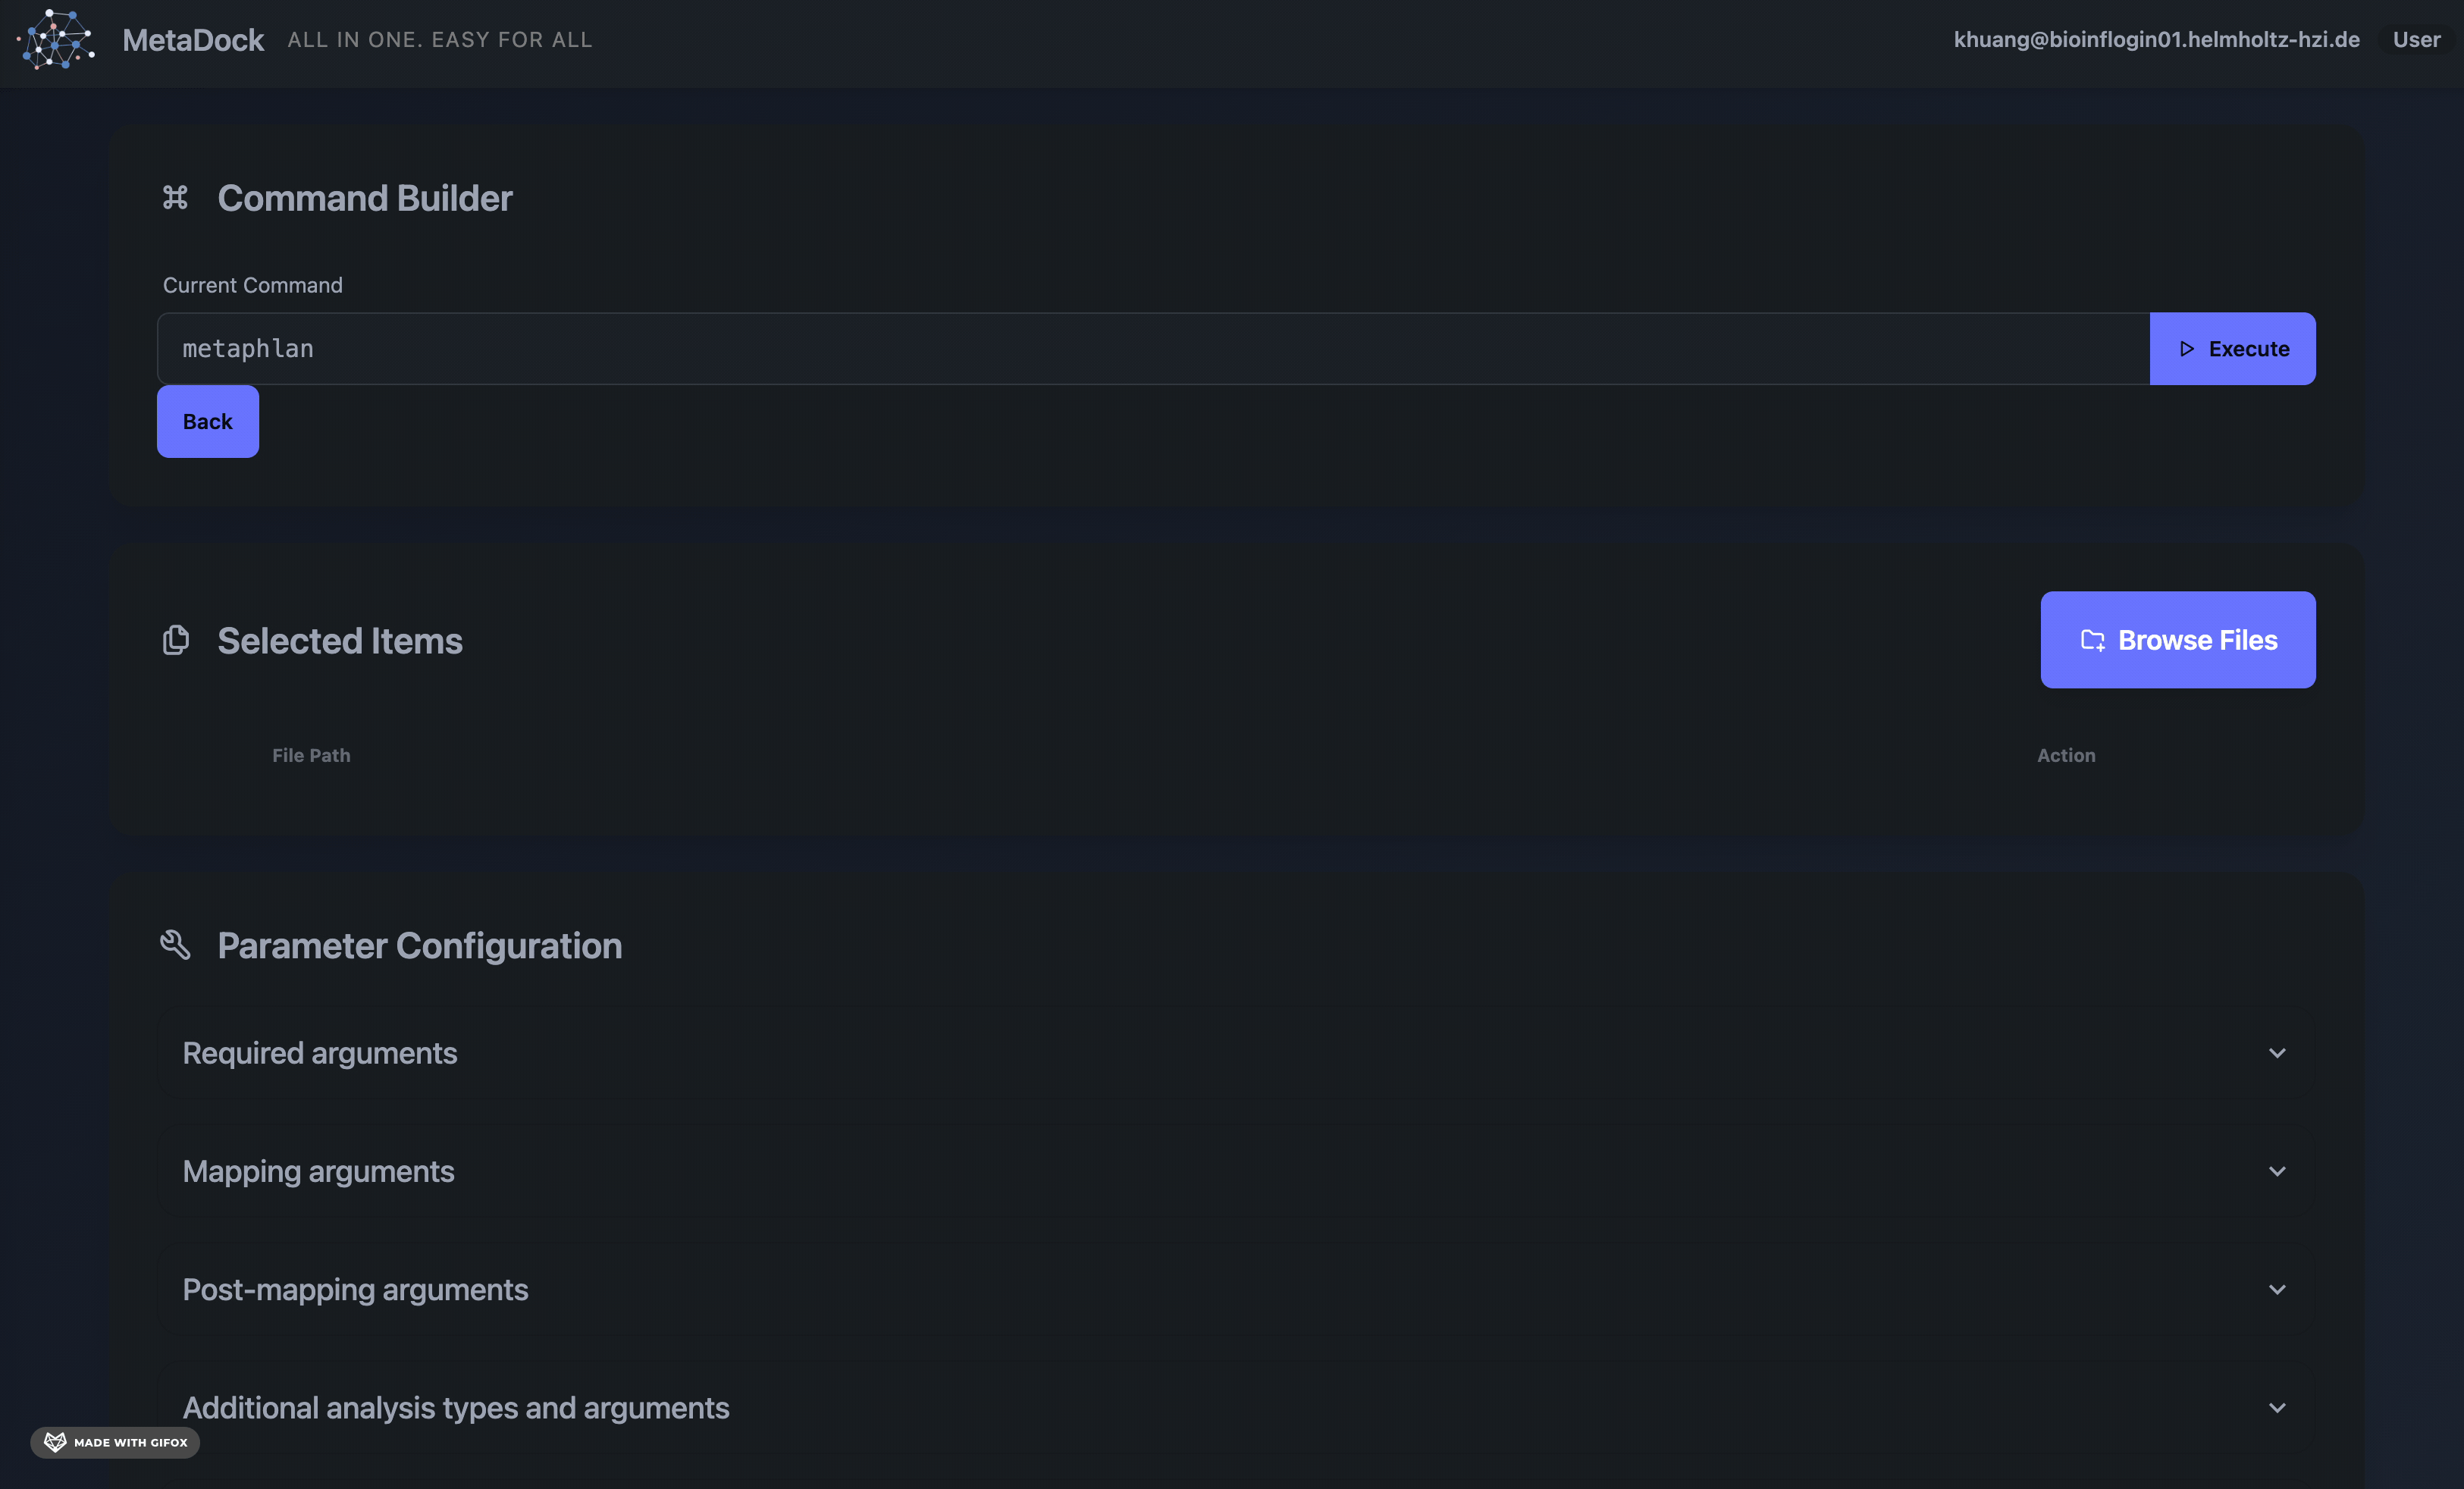 MetaDock ALL IN ONE. EASY FOR ALL khuang@bioinflogin01.helmholtz-hzi.de User
Command Builder
Current Command
metaphlan Execute
Back
Selected Items Browse Files
File Path Action
Parameter Configuration
Required arguments
Mapping arguments
Post-mapping arguments
Additional analysis types and arguments
MADE WITH GIFOX